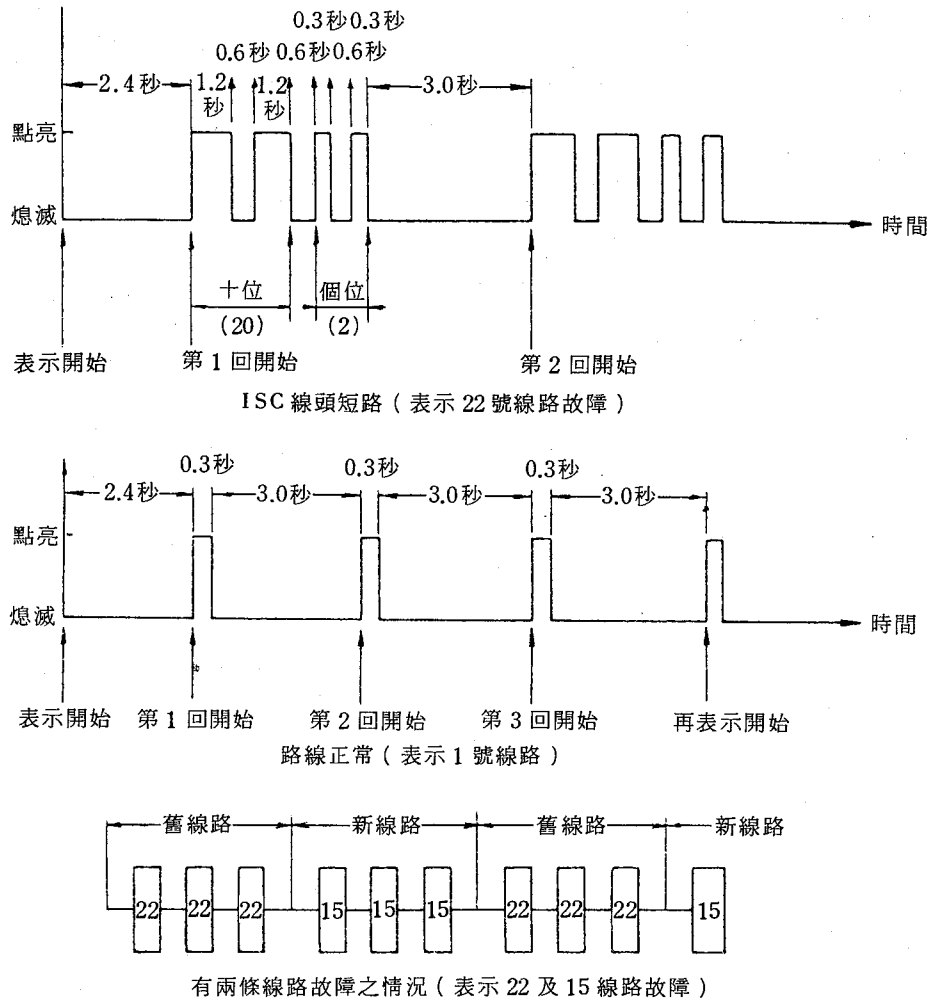 0.3秒 0.3秒
0.6秒 0.6秒 0.6秒
2.4秒 1.2秒 1.2秒 3.0秒
點亮
熄滅
時間
十位 個位
(20) (2)
表示開始 第1回開始 第2回開始
ISC線頭短路(表示22號線路故障)
0.3秒 0.3秒 0.3秒
2.4秒 3.0秒 3.0秒 3.0秒
點亮
熄滅
時間
表示開始 第1回開始 第2回開始 第3回開始 再表示開始
路線正常(表示1號線路)
舊線路 新線路 舊線路 新線路
22 22 22 15 15 15 22 22 22 15
有兩條線路故障之情況(表示22及15線路故障)